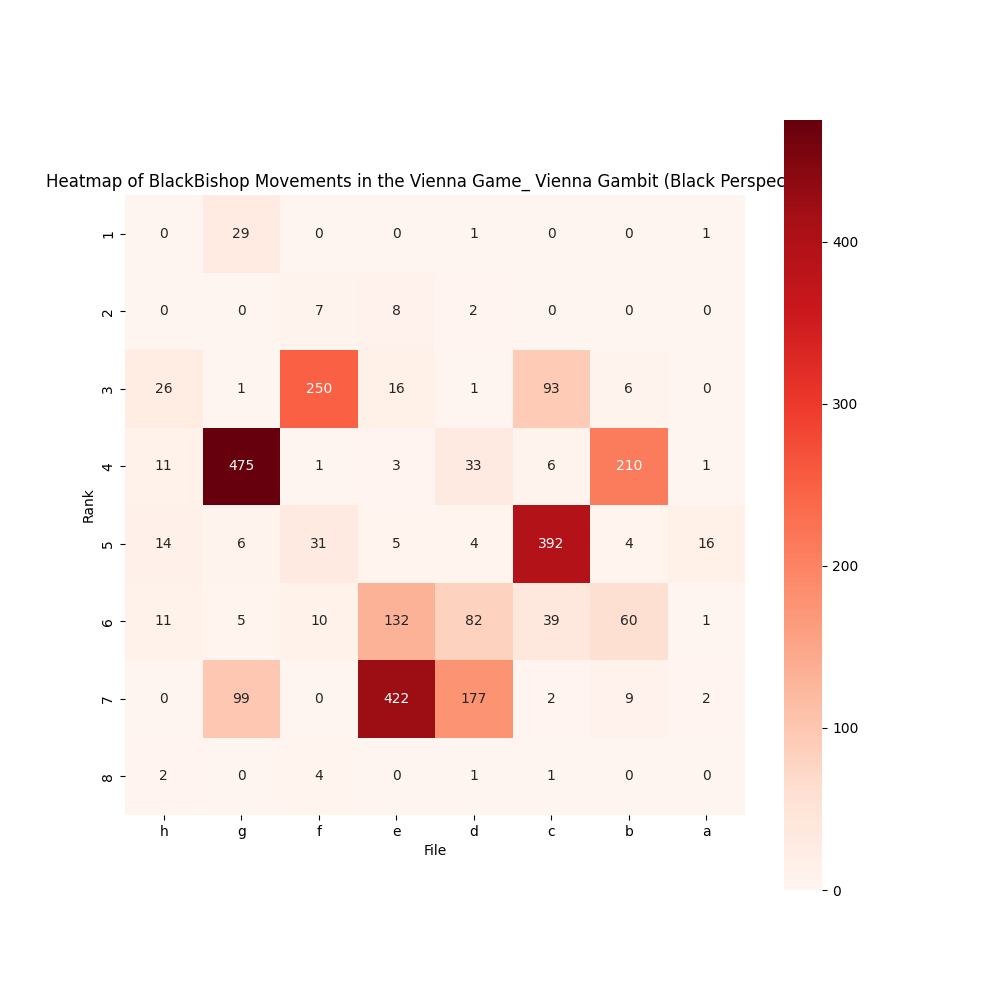 Heatmap of BlackBishop Movements in the Vienna Game_ Vienna Gambit (Black Perspec
1 0 29 0 0 1 0 0 1
2 0 0 7 8 2 0 0 0
3 26 1 250 16 1 93 6 0
4 11 475 1 3 33 6 210 1
5 14 6 31 5 4 392 4 16
6 11 5 10 132 82 39 60 1
7 0 99 0 422 177 2 9 2
8 2 0 4 0 1 1 0 0
h g f e d c b a
File
Rank
400
300
200
100
0